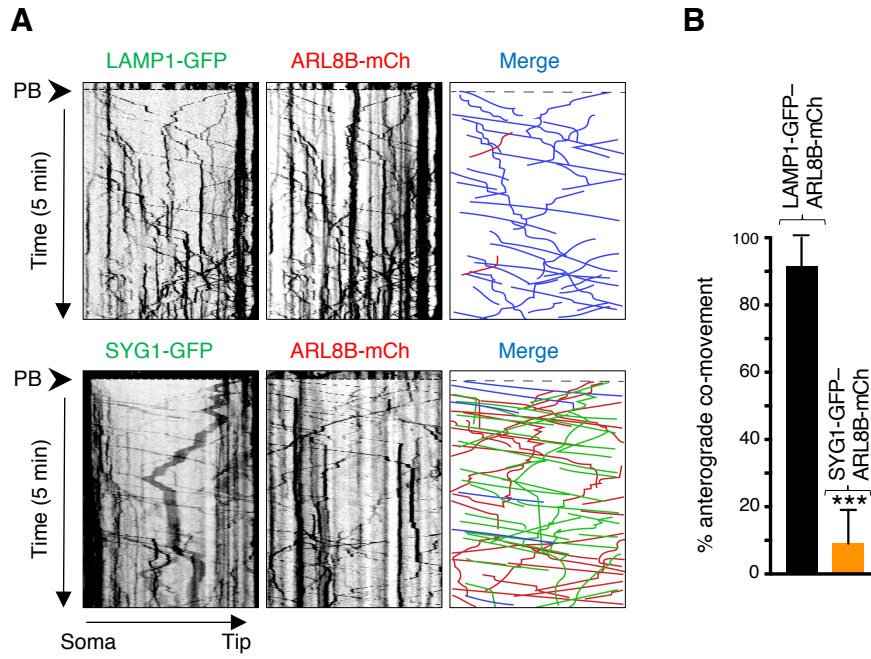 A
LAMP1-GFP
ARL8B-mCh
Merge
PB
Time (5 min)
SYG1-GFP
ARL8B-mCh
Merge
PB
Time (5 min)
Soma
Tip
B
LAMP1-GFP–
ARL8B-mCh
SYG1-GFP–
ARL8B-mCh
***
% anterograde co-movement
100
80
60
40
20
0